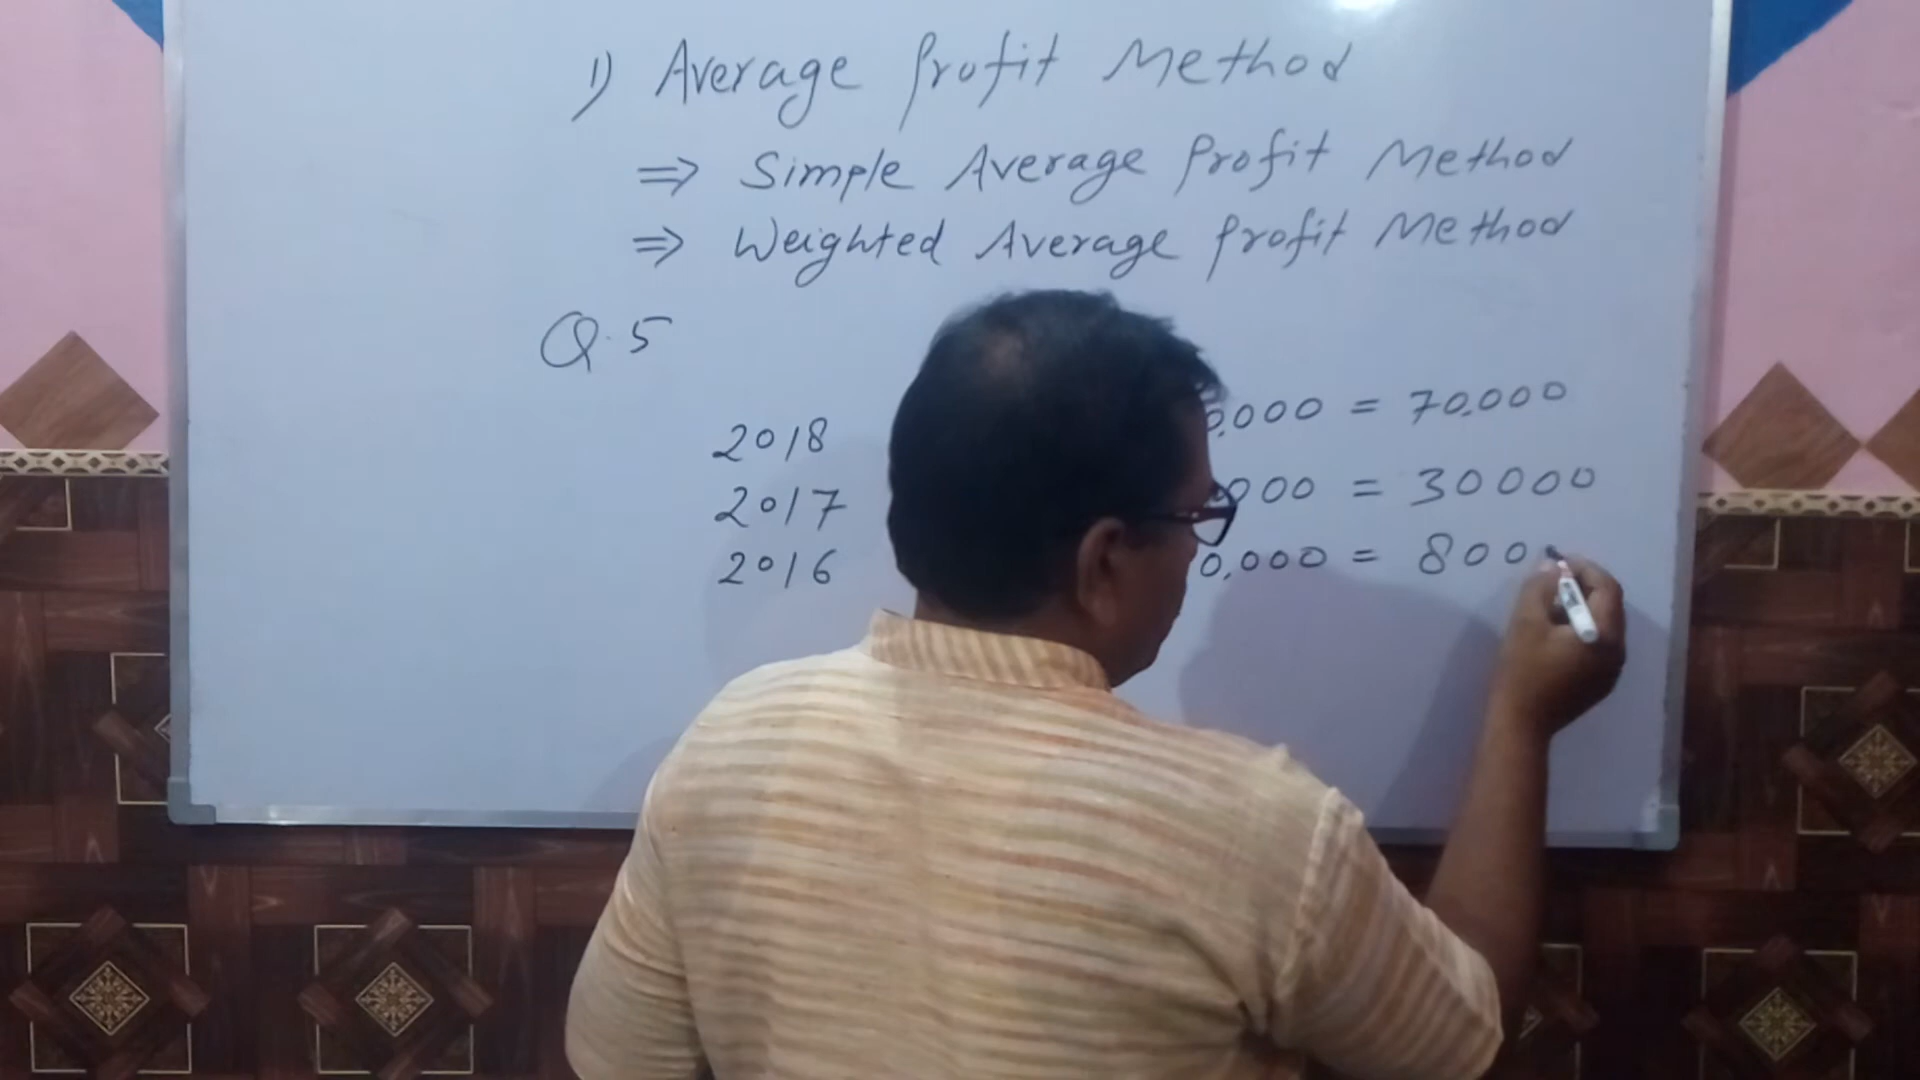 1) Average Profit Method
⇒ Simple Average Profit Method
⇒ Weighted Average Profit Method
Q.5
2018 0,000 = 70,000
2017 000 = 30000
2016 0,000 = 800